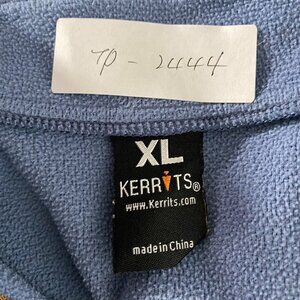 TP - 2444
XL
KERRITS®
www.Kerrits.com
made in China